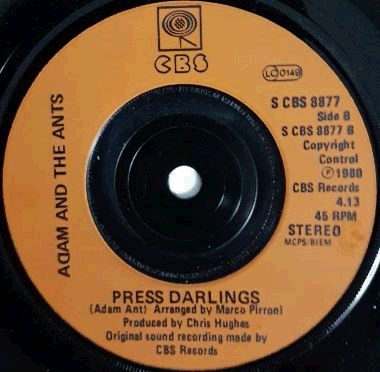 CBS
LC 0149
ADAM AND THE ANTS
S CBS 8877
Side B
S CBS 8877 B
Copyright
Control
℗ 1980
CBS Records
4.13
45 RPM
STEREO
MCPS/BIEM
PRESS DARLINGS
(Adam Ant) Arranged by Marco Pirroni
Produced by Chris Hughes
Original sound recording made by
CBS Records